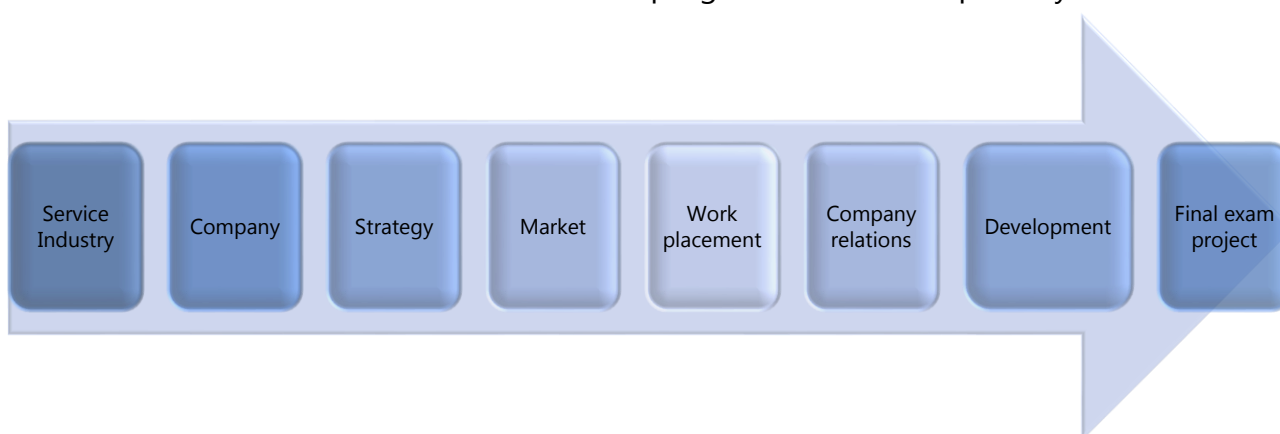 Service
Industry
Company
Strategy
Market
Work
placement
Company
relations
Development
Final exam
project